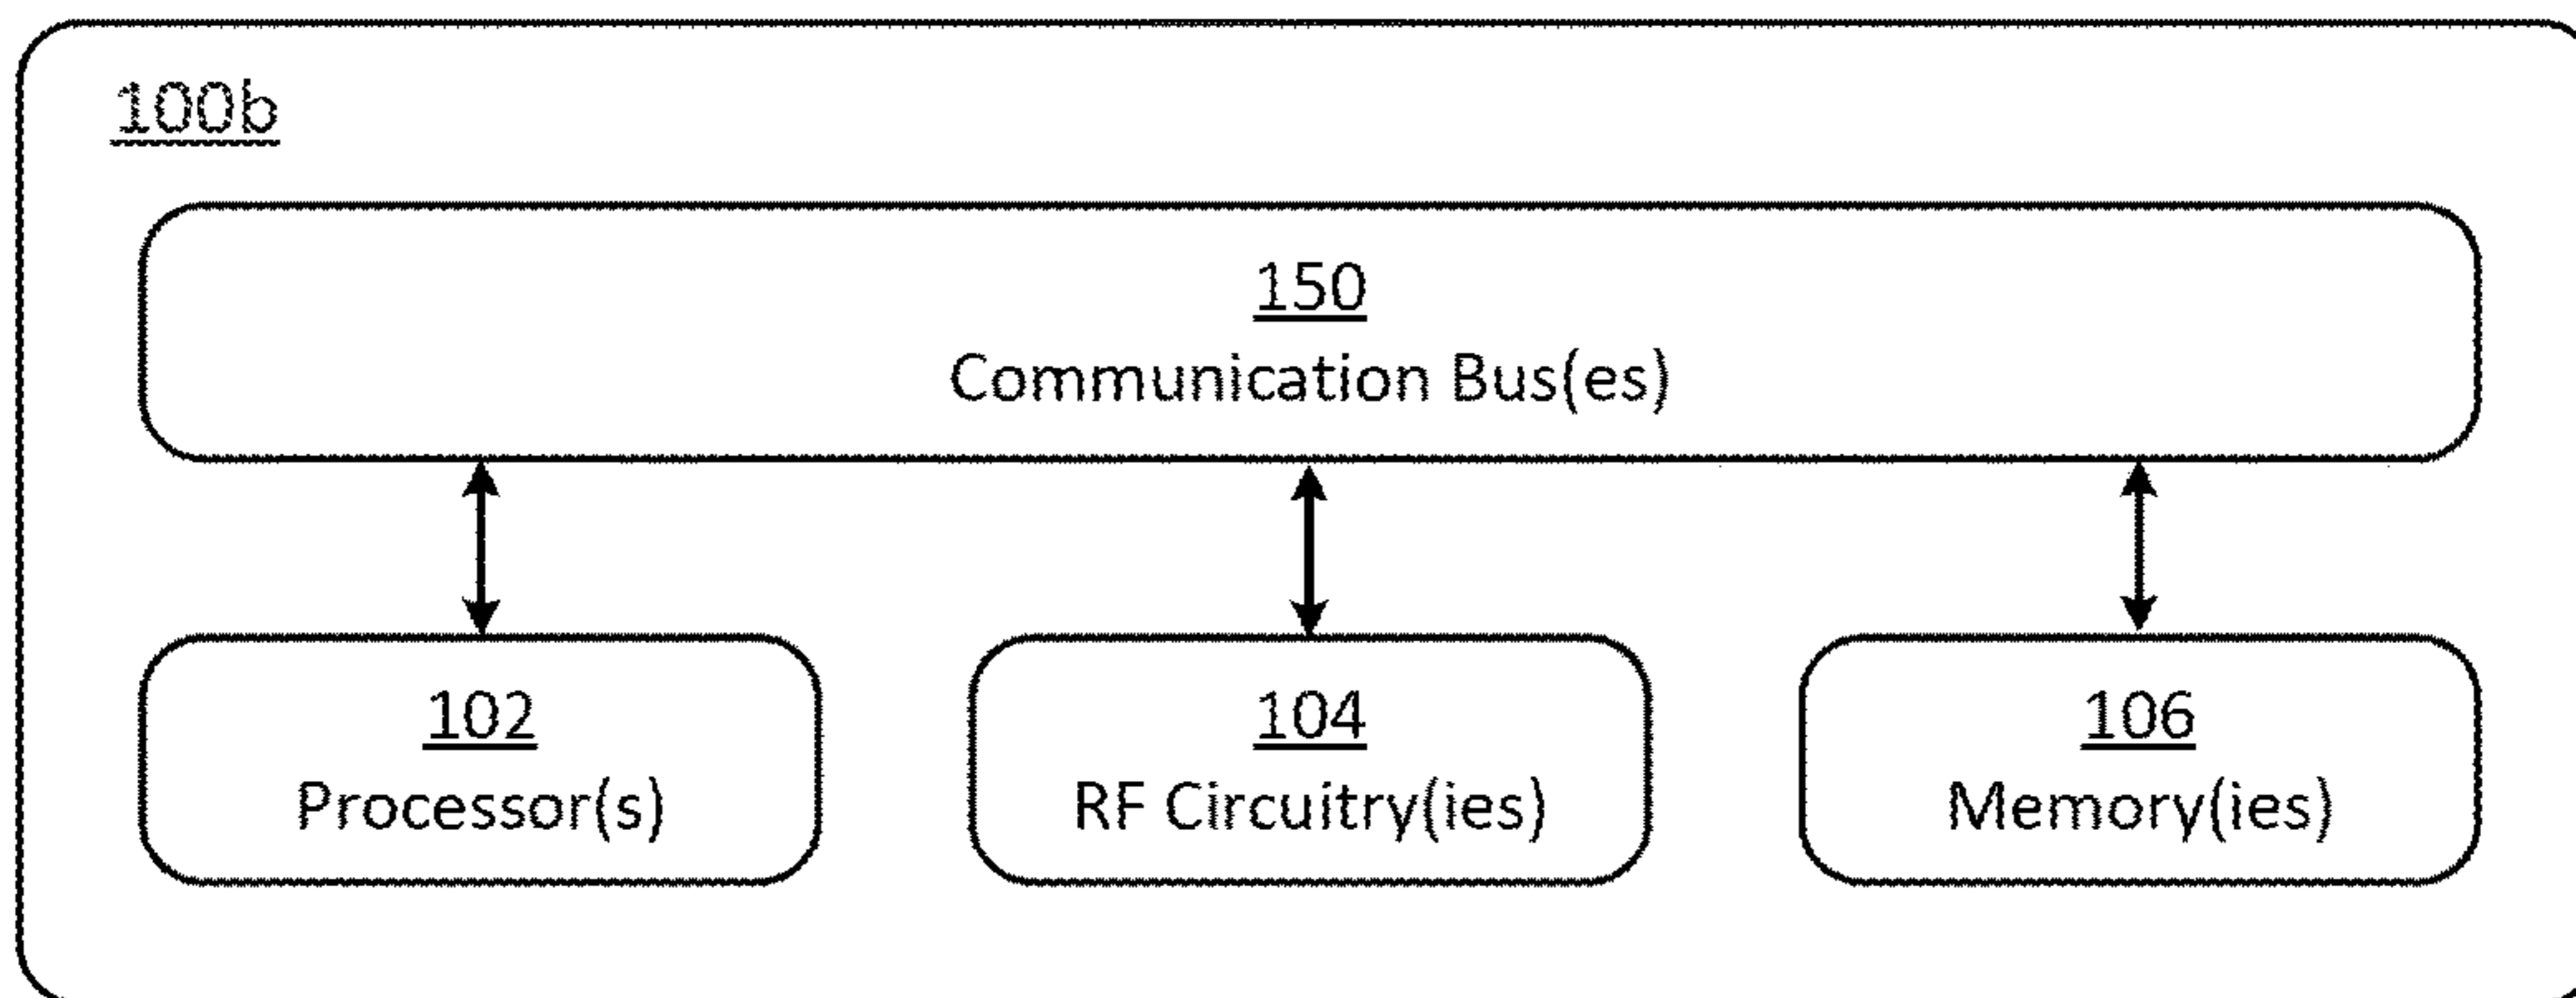 100b
150
Communication Bus(es)
102
Processor(s)
104
RF Circuitry(ies)
106
Memory(ies)